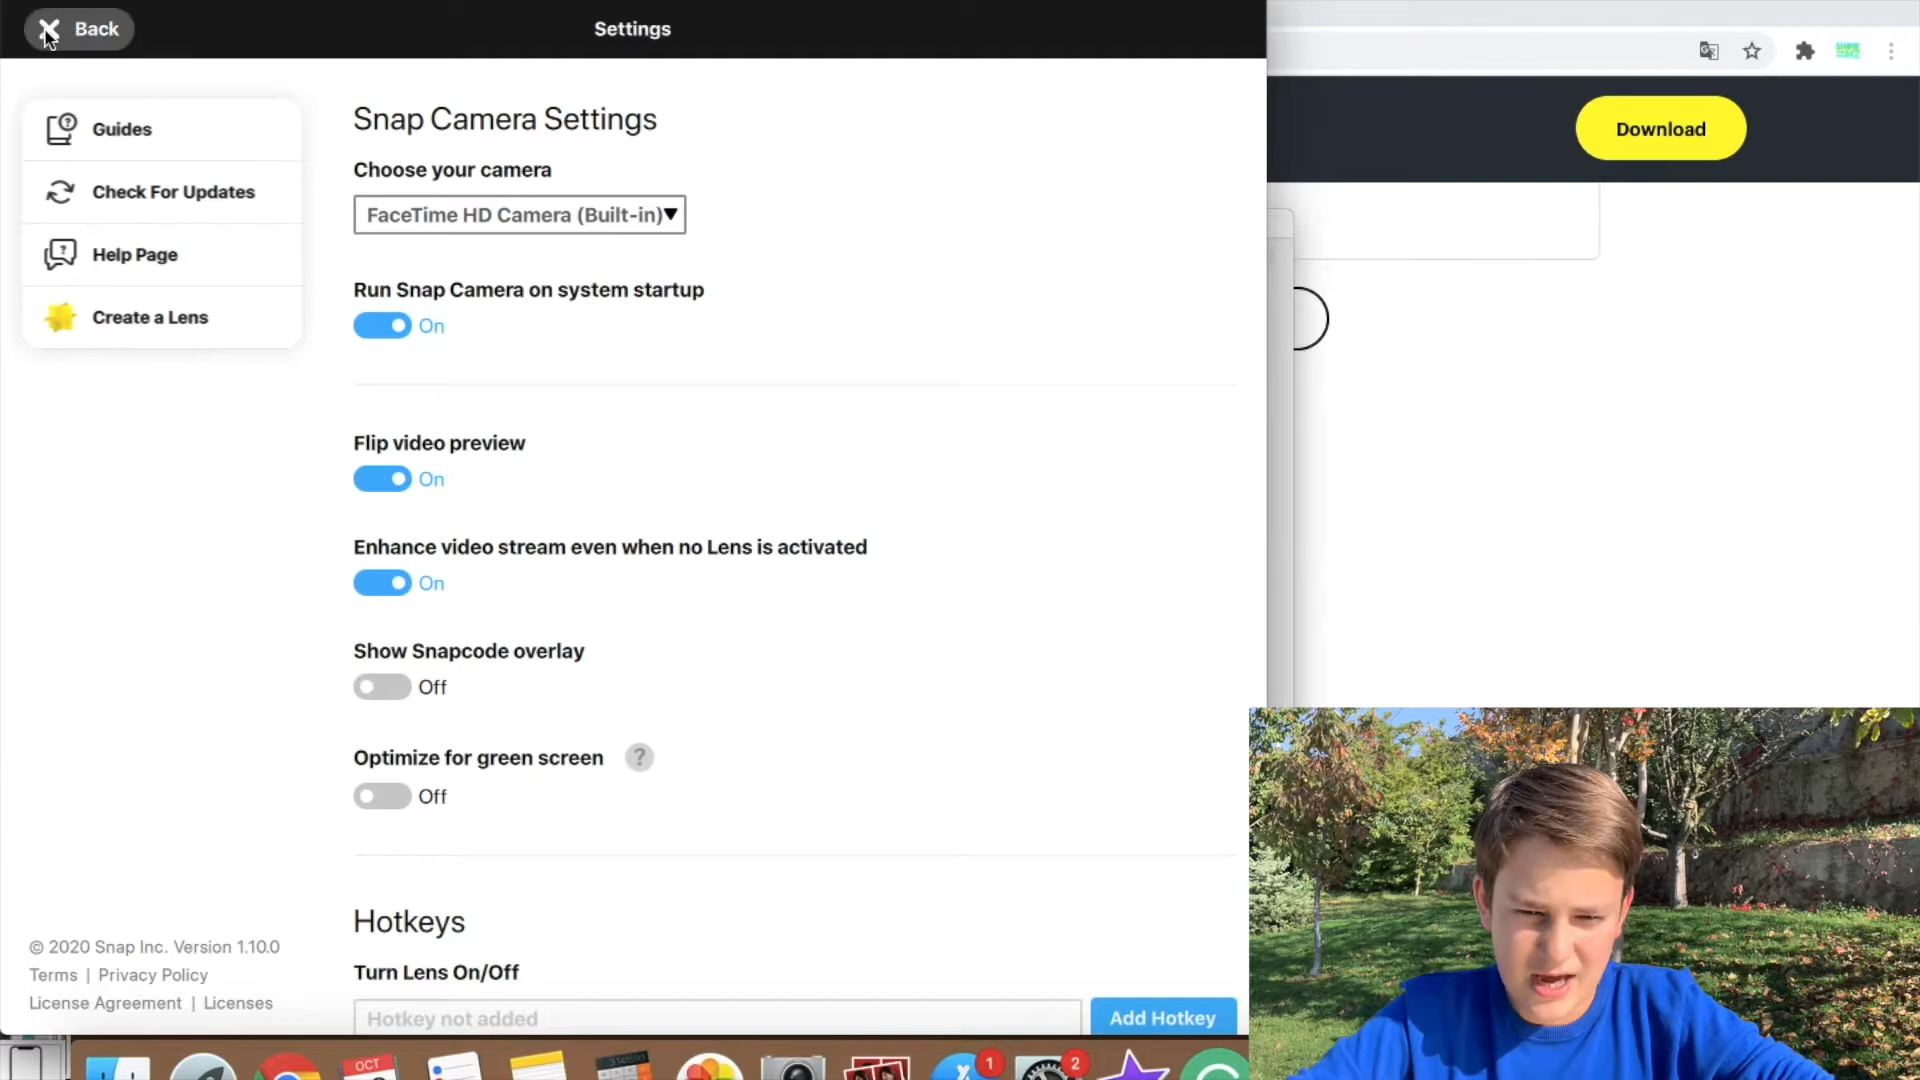 Back
Settings
Guides
Check For Updates
Help Page
Create a Lens
Snap Camera Settings
Choose your camera
FaceTime HD Camera (Built-in)
Run Snap Camera on system startup
On
Flip video preview
On
Enhance video stream even when no Lens is activated
On
Show Snapcode overlay
Off
Optimize for green screen ?
Off
Hotkeys
Turn Lens On/Off
Hotkey not added
Add Hotkey
© 2020 Snap Inc. Version 1.10.0
Terms | Privacy Policy
License Agreement | Licenses
Download
OCT
1
2